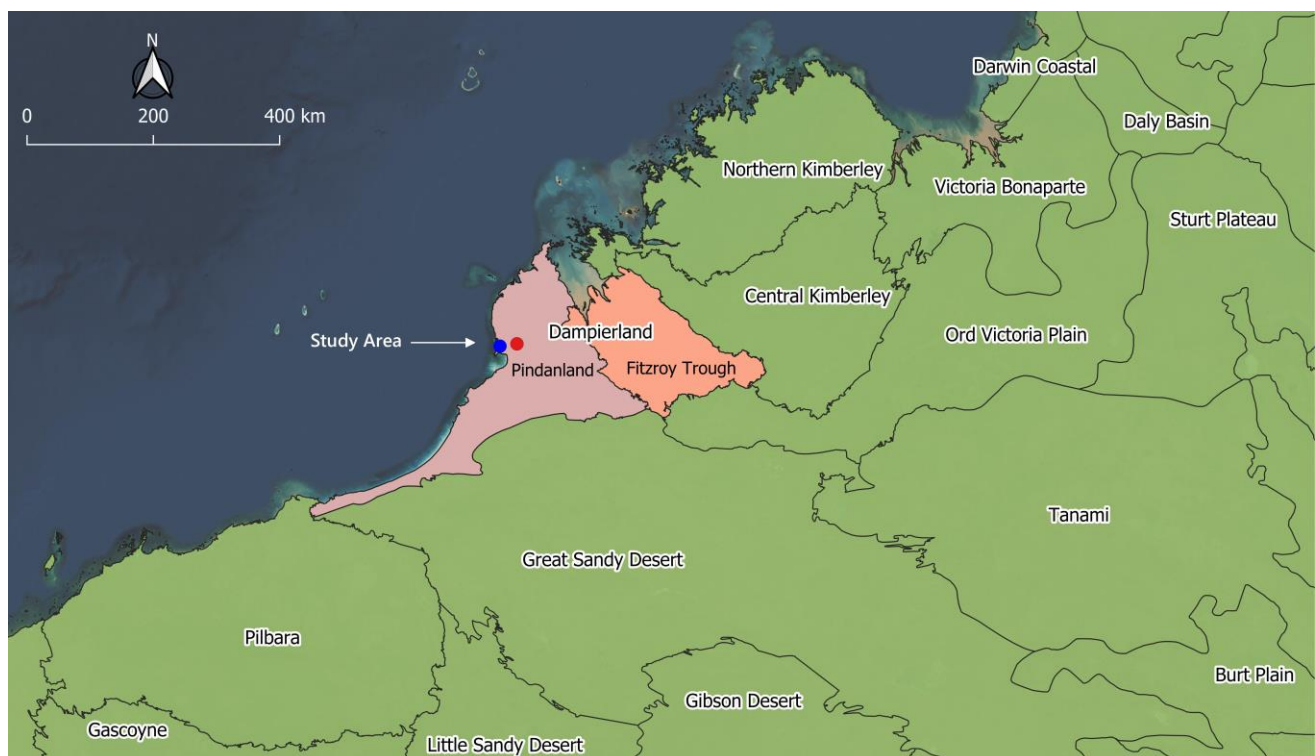 N
0 200 400 km
Darwin Coastal
Daly Basin
Northern Kimberley
Victoria Bonaparte
Sturt Plateau
Central Kimberley
Ord Victoria Plain
Study Area
Dampierland
Pindanland
Fitzroy Trough
Tanami
Great Sandy Desert
Pilbara
Burt Plain
Gibson Desert
Gascoyne
Little Sandy Desert